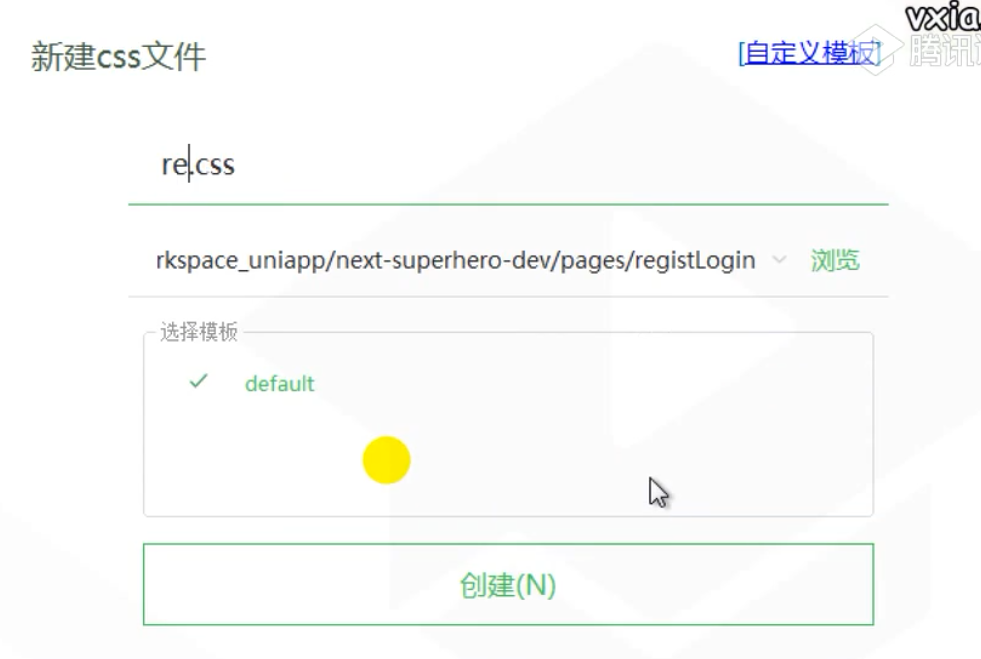 vxia
新建css文件
[自定义模板]
腾讯
re.css
rkspace_uniapp/next-superhero-dev/pages/registLogin
浏览
选择模板
default
创建(N)